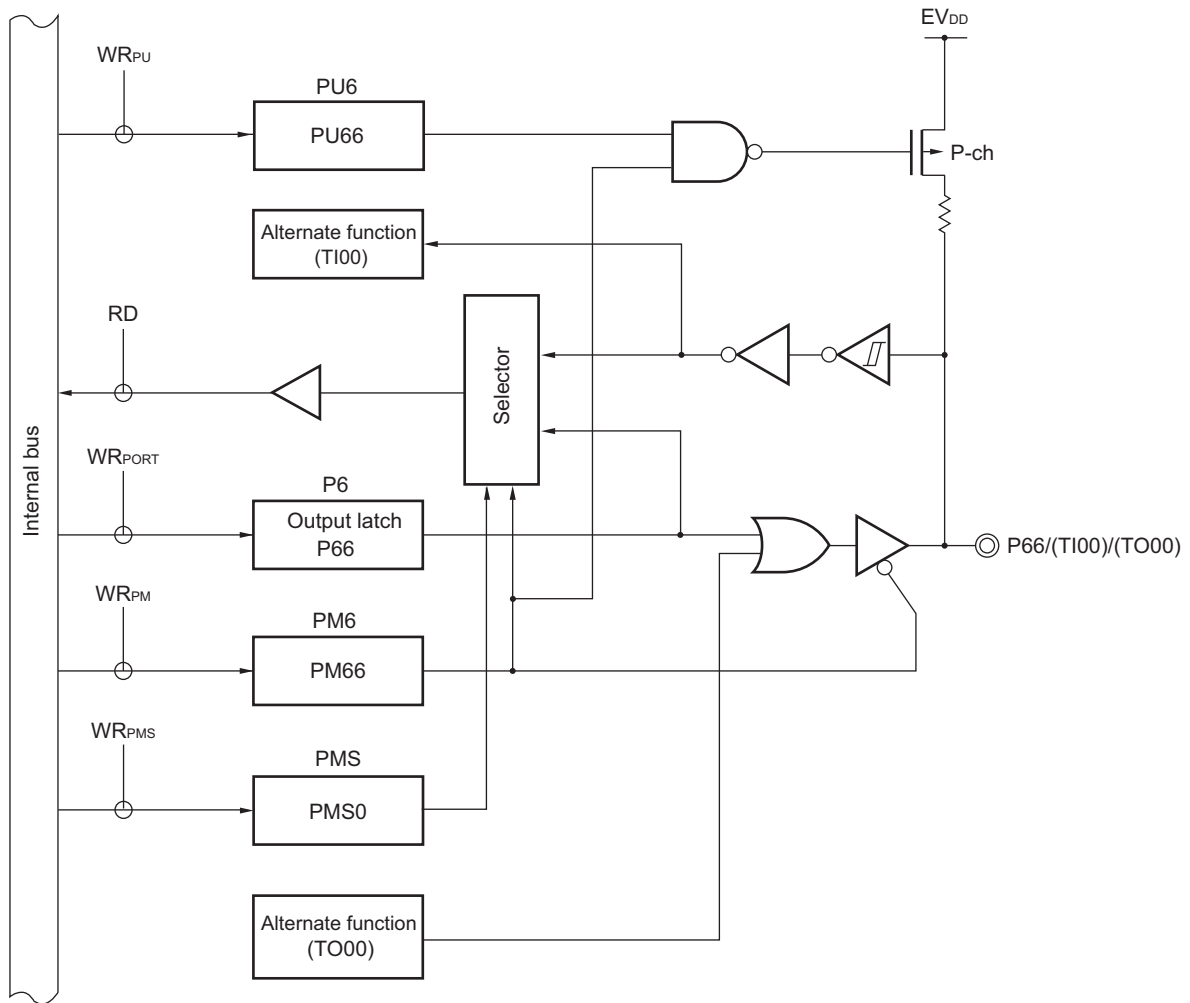 EVDD
WRPU
PU6
PU66
P-ch
Alternate function
(TI00)
RD
Selector
Internal bus
WRPORT
P6
Output latch
P66
P66/(TI00)/(TO00)
WRPM
PM6
PM66
WRPMS
PMS
PMS0
Alternate function
(TO00)